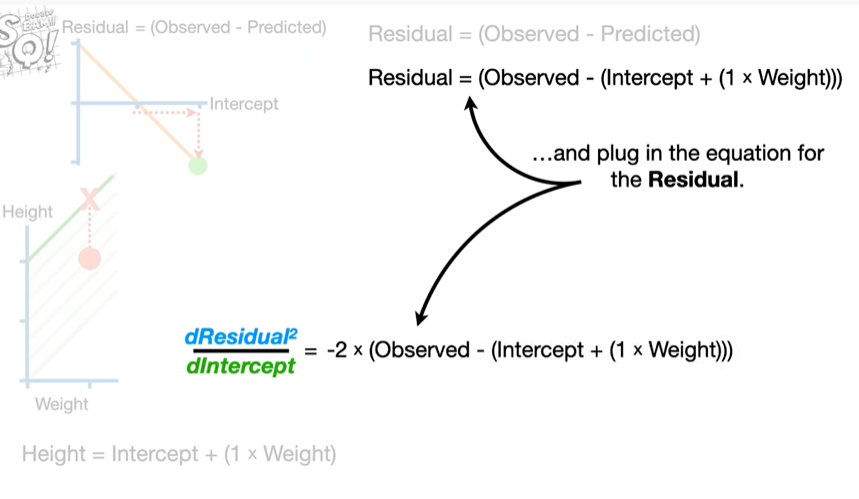 Residual = (Observed - Predicted)
Residual = (Observed - Predicted)
Residual = (Observed - (Intercept + (1 × Weight)))
Intercept
...and plug in the equation for
the Residual.
Height
dResidual²
dIntercept
= -2 × (Observed - (Intercept + (1 × Weight)))
Weight
Height = Intercept + (1 × Weight)